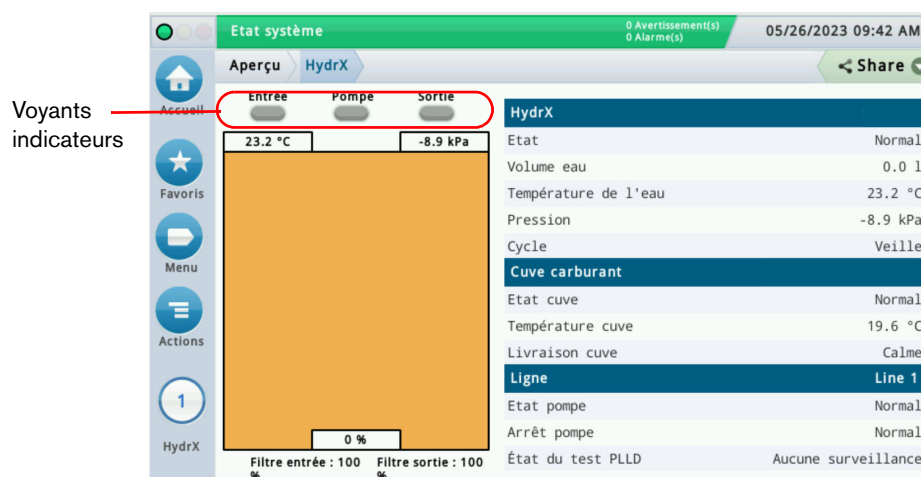 Etat système
0 Avertissement(s)
0 Alarme(s)
05/26/2023 09:42 AM
Aperçu HydrX
Share
Accueil
Favoris
Menu
Actions
1
HydrX
Voyants
indicateurs
Entrée Pompe Sortie
23.2 °C -8.9 kPa
0 %
Filtre entrée : 100 Filtre sortie : 100
% %
HydrX
Etat Normal
Volume eau 0.0 l
Température de l'eau 23.2 °C
Pression -8.9 kPa
Cycle Veille
Cuve carburant
Etat cuve Normal
Température cuve 19.6 °C
Livraison cuve Calme
Ligne Line 1
Etat pompe Normal
Arrêt pompe Normal
État du test PLLD Aucune surveillance